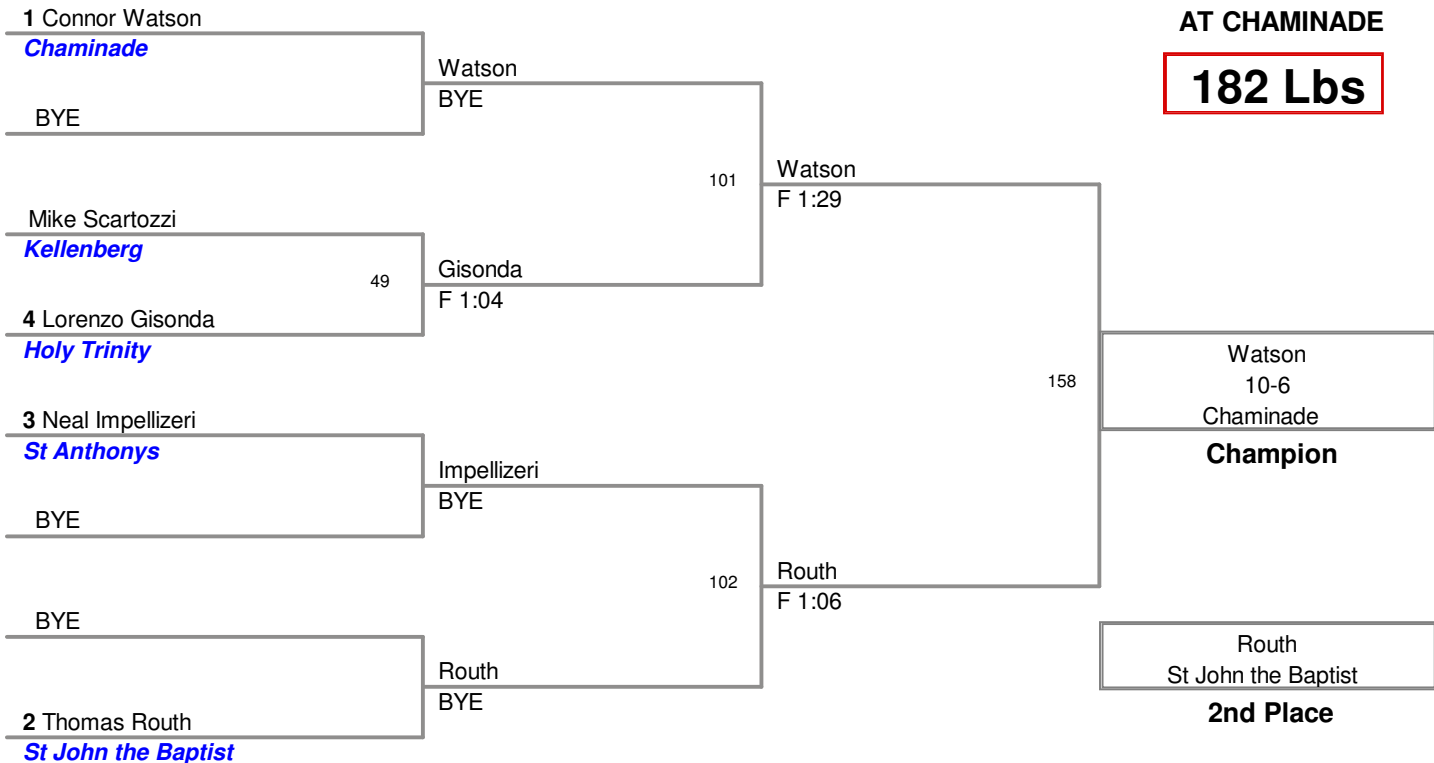 1 Connor Watson
Chaminade
BYE
Mike Scartozzi
Kellenberg
49
4 Lorenzo Gisonda
Holy Trinity
3 Neal Impellizeri
St Anthonys
BYE
BYE
2 Thomas Routh
St John the Baptist
Watson
BYE
101
Gisonda
F 1:04
Impellizeri
BYE
102
Routh
BYE
Watson
F 1:29
158
Routh
F 1:06
AT CHAMINADE
182 Lbs
Watson
10-6
Chaminade
Champion
Routh
St John the Baptist
2nd Place